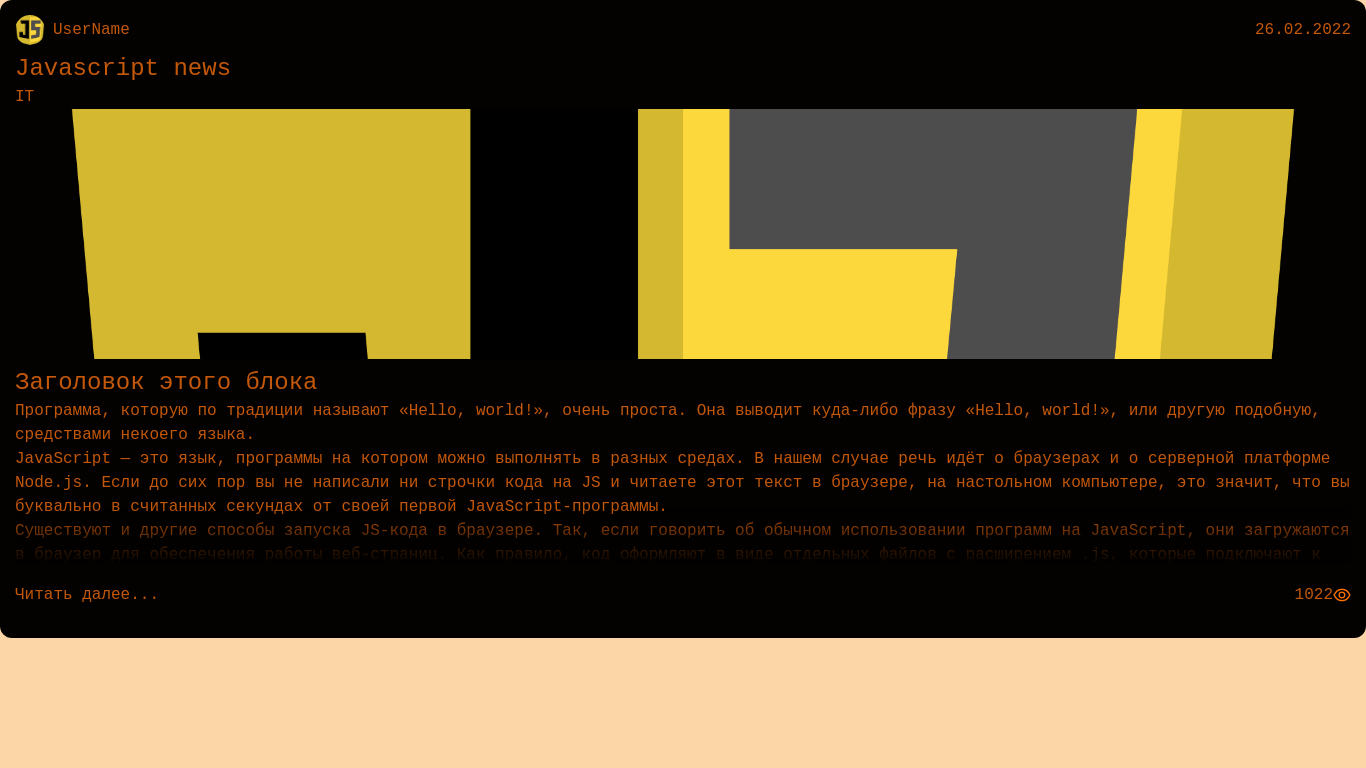 JS UserName 26.02.2022
Javascript news
IT
Заголовок этого блока
Программа, которую по традиции называют «Hello, world!», очень проста. Она выводит куда-либо фразу «Hello, world!», или другую подобную,
средствами некоего языка.
JavaScript — это язык, программы на котором можно выполнять в разных средах. В нашем случае речь идёт о браузерах и о серверной платформе
Node.js. Если до сих пор вы не написали ни строчки кода на JS и читаете этот текст в браузере, на настольном компьютере, это значит, что вы
буквально в считанных секундах от своей первой JavaScript-программы.
Существуют и другие способы запуска JS-кода в браузере. Так, если говорить об обычном использовании программ на JavaScript, они загружаются
в браузер для обеспечения работы веб-страниц. Как правило, код оформляют в виде отдельных файлов с расширением .js, которые подключают к
Читать далее... 1022